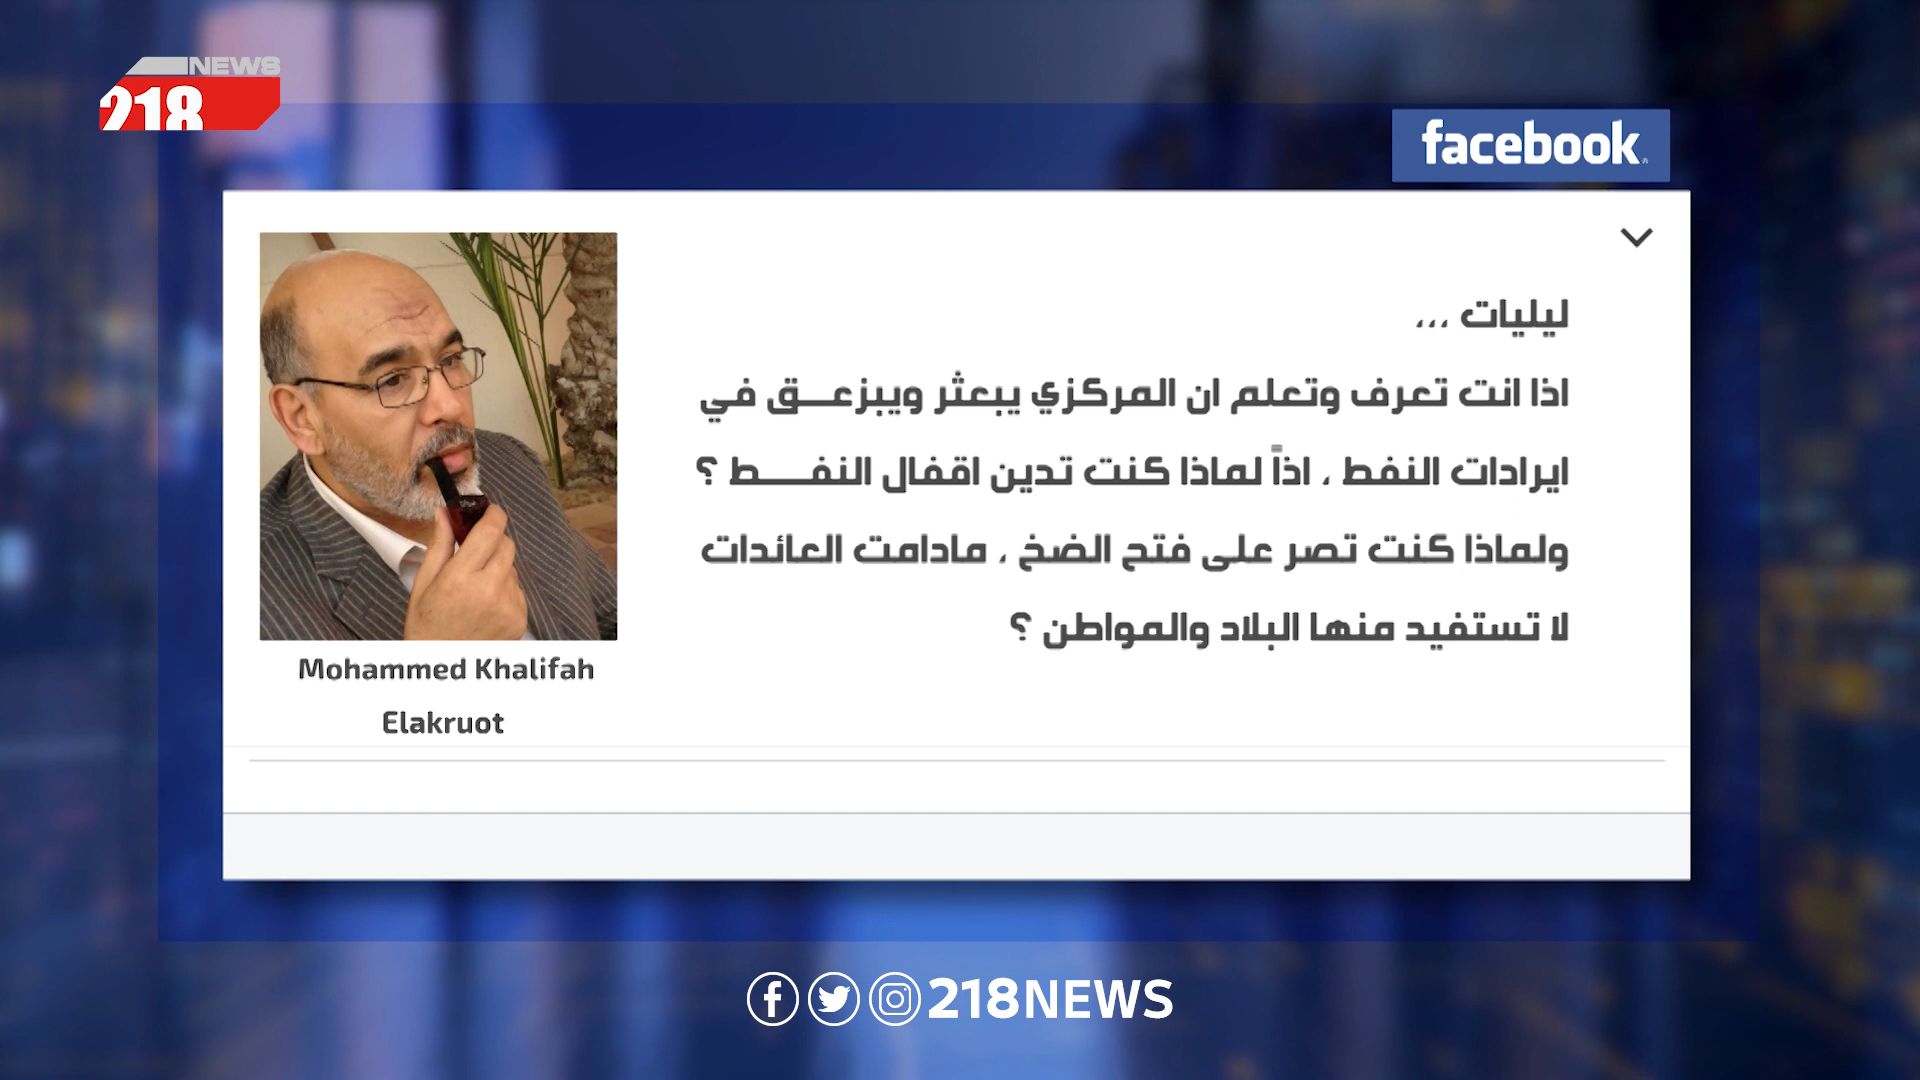 NEWS
218
facebook
ليليات ،،،
اذا انت تعرف وتعلم ان المركزي يبعثر ويبزعـــق في
ايرادات النفط ، اذاً لماذا كنت تدين اقفال النفـــــط ؟
ولماذا كنت تصر على فتح الضخ ، مادامت العائدات
لا تستفيد منها البلاد والمواطن ؟
Mohammed Khalifah
Elakruot
218NEWS